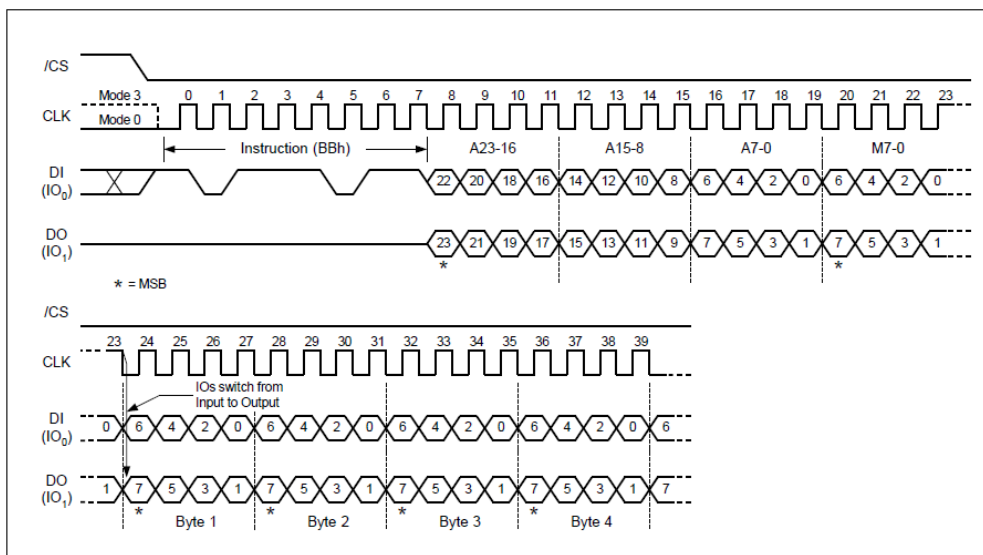 /CS
Mode 3 0 1 2 3 4 5 6 7 8 9 10 11 12 13 14 15 16 17 18 19 20 21 22 23
CLK
Mode 0
Instruction (BBh) A23-16 A15-8 A7-0 M7-0
DI
(IO0) 22 20 18 16 14 12 10 8 6 4 2 0 6 4 2 0
DO
(IO1) 23 21 19 17 15 13 11 9 7 5 3 1 7 5 3 1
* *
* = MSB
/CS
23 24 25 26 27 28 29 30 31 32 33 34 35 36 37 38 39
CLK
IOs switch from
Input to Output
DI
(IO0) 0 6 4 2 0 6 4 2 0 6 4 2 0 6 4 2 0 6
DO
(IO1) 1 7 5 3 1 7 5 3 1 7 5 3 1 7 5 3 1 7
* * * *
Byte 1 Byte 2 Byte 3 Byte 4